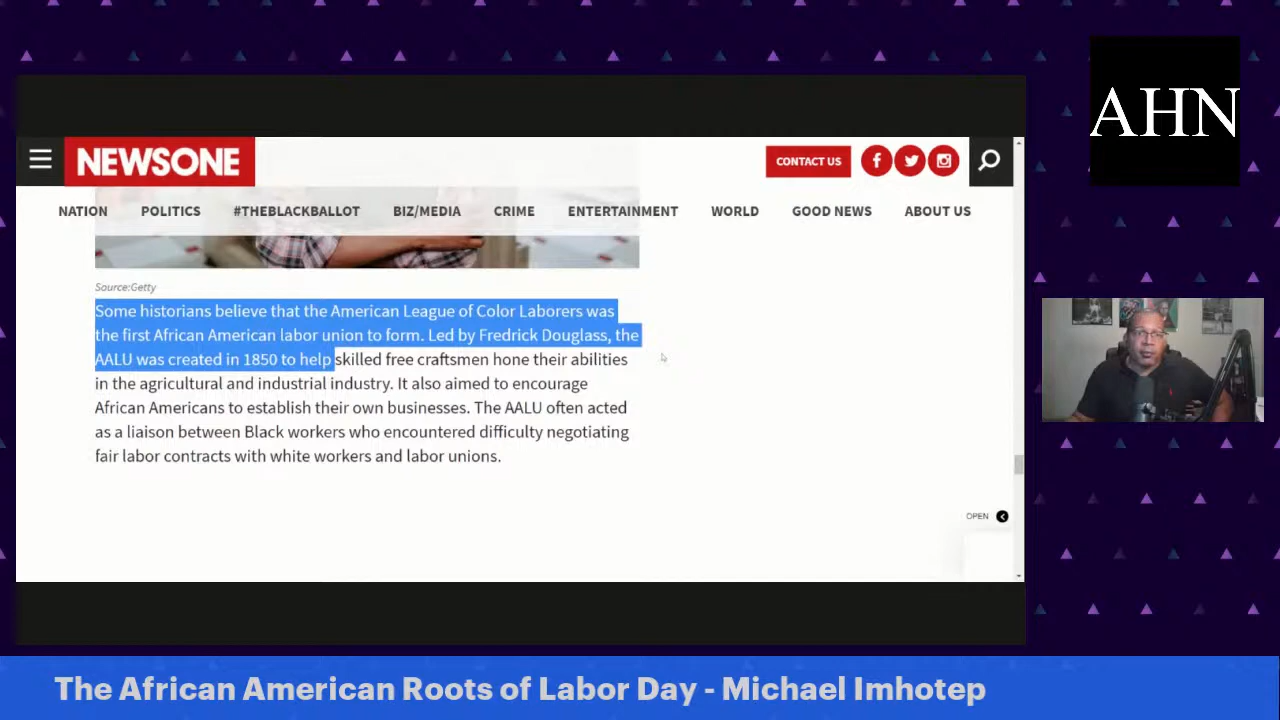 AHN
NEWSONE
CONTACT US
NATION POLITICS #THEBLACKBALLOT BIZ/MEDIA CRIME ENTERTAINMENT WORLD GOOD NEWS ABOUT US
Source:Getty
Some historians believe that the American League of Color Laborers was
the first African American labor union to form. Led by Fredrick Douglass, the
AALU was created in 1850 to help skilled free craftsmen hone their abilities
in the agricultural and industrial industry. It also aimed to encourage
African Americans to establish their own businesses. The AALU often acted
as a liaison between Black workers who encountered difficulty negotiating
fair labor contracts with white workers and labor unions.
OPEN
The African American Roots of Labor Day - Michael Imhotep